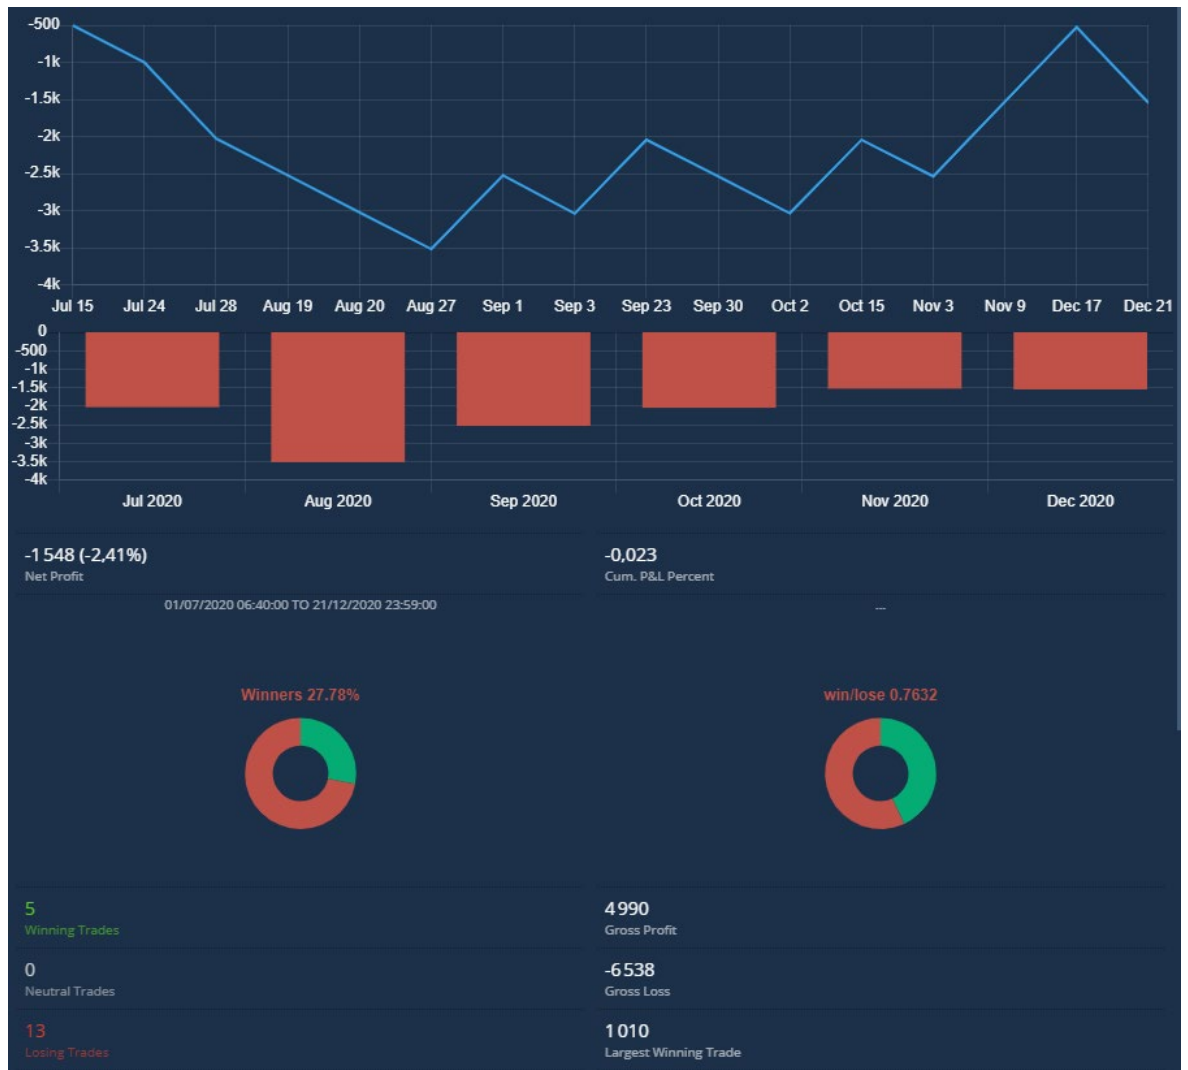 -500
-1k
-1.5k
-2k
-2.5k
-3k
-3.5k
-4k
Jul 15 Jul 24 Jul 28 Aug 19 Aug 20 Aug 27 Sep 1 Sep 3 Sep 23 Sep 30 Oct 2 Oct 15 Nov 3 Nov 9 Dec 17 Dec 21
0
-500
-1k
-1.5k
-2k
-2.5k
-3k
-3.5k
-4k
Jul 2020 Aug 2020 Sep 2020 Oct 2020 Nov 2020 Dec 2020
-1 548 (-2,41%) -0,023
Net Profit Cum. P&L Percent
01/07/2020 06:40:00 TO 21/12/2020 23:59:00 ---
Winners 27.78% win/lose 0.7632
5 4 990
Winning Trades Gross Profit
0 -6 538
Neutral Trades Gross Loss
13 1 010
Losing Trades Largest Winning Trade